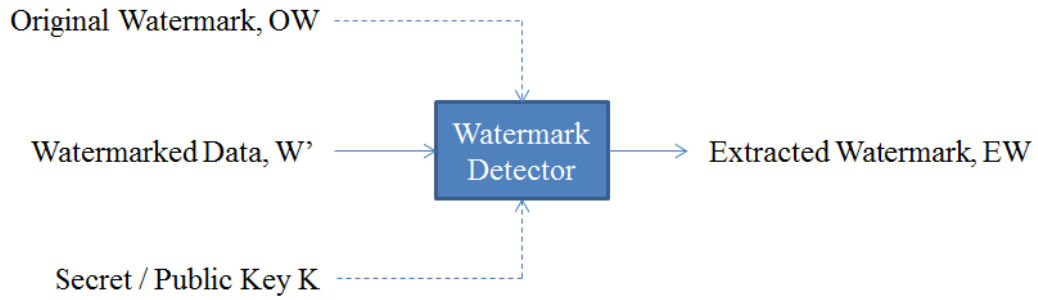 Original Watermark, OW
Watermarked Data, W’
Watermark
Detector
Extracted Watermark, EW
Secret / Public Key K